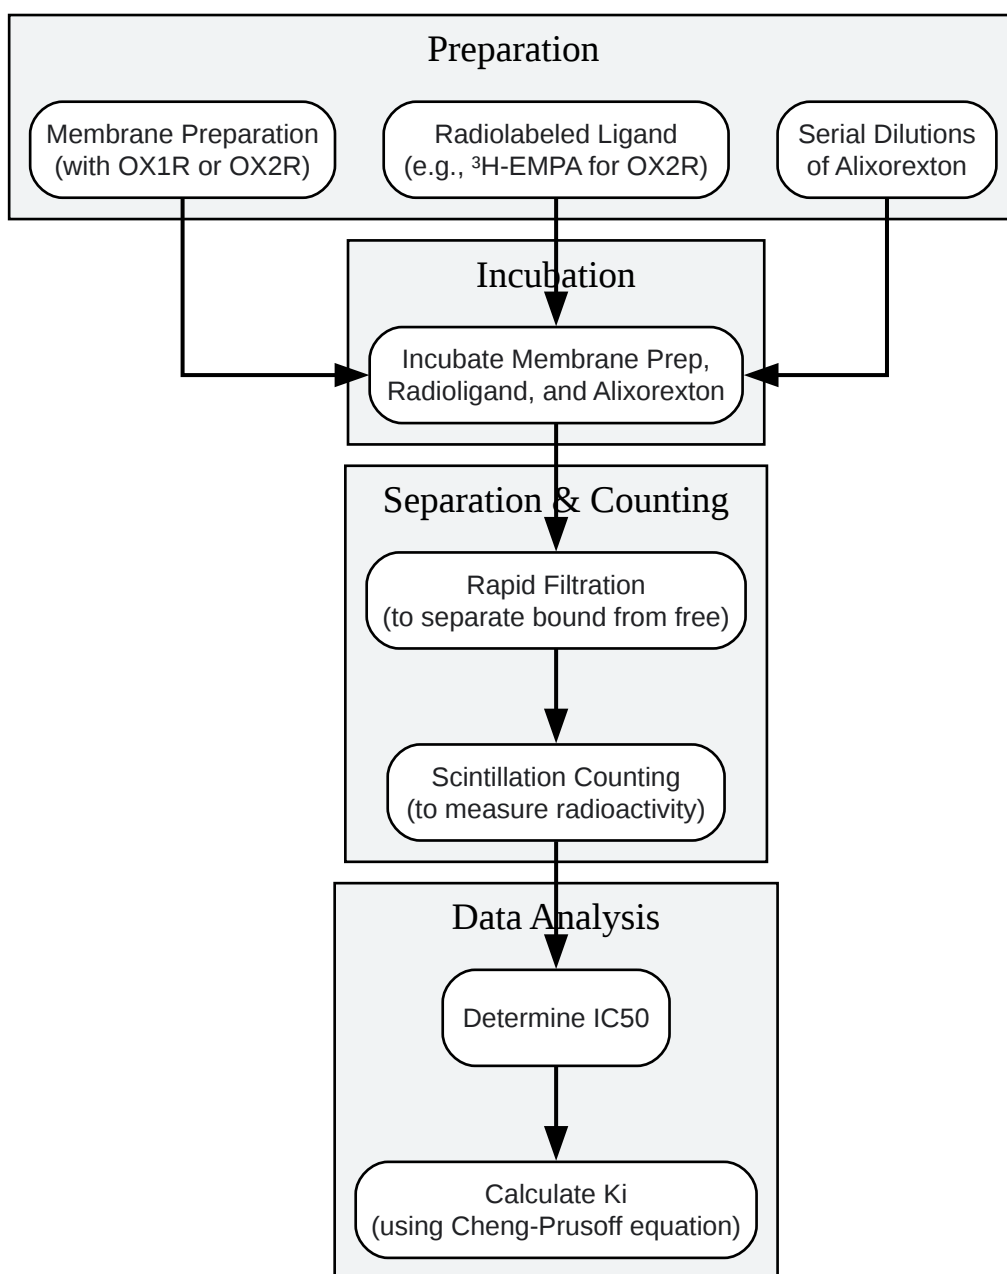 Preparation
Membrane Preparation
(with OX1R or OX2R)
Radiolabeled Ligand
(e.g., ³H-EMPA for OX2R)
Serial Dilutions
of Alixorexton
Incubation
Incubate Membrane Prep,
Radioligand, and Alixorexton
Separation & Counting
Rapid Filtration
(to separate bound from free)
Scintillation Counting
(to measure radioactivity)
Data Analysis
Determine IC50
Calculate Ki
(using Cheng-Prusoff equation)